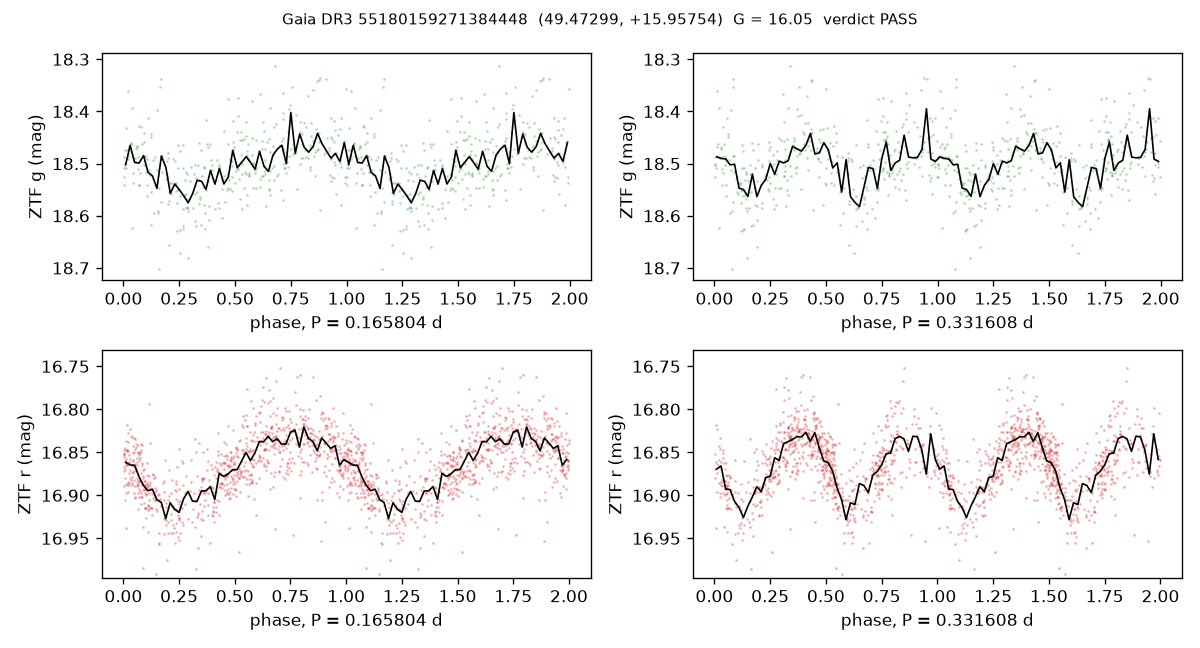 Gaia DR3 55180159271384448 (49.47299, +15.95754) G = 16.05 verdict PASS
ZTF g (mag)
18.3
18.4
18.5
18.6
18.7
0.00 0.25 0.50 0.75 1.00 1.25 1.50 1.75 2.00
phase, P = 0.165804 d
ZTF g (mag)
18.3
18.4
18.5
18.6
18.7
0.00 0.25 0.50 0.75 1.00 1.25 1.50 1.75 2.00
phase, P = 0.331608 d
ZTF r (mag)
16.75
16.80
16.85
16.90
16.95
0.00 0.25 0.50 0.75 1.00 1.25 1.50 1.75 2.00
phase, P = 0.165804 d
ZTF r (mag)
16.75
16.80
16.85
16.90
16.95
0.00 0.25 0.50 0.75 1.00 1.25 1.50 1.75 2.00
phase, P = 0.331608 d